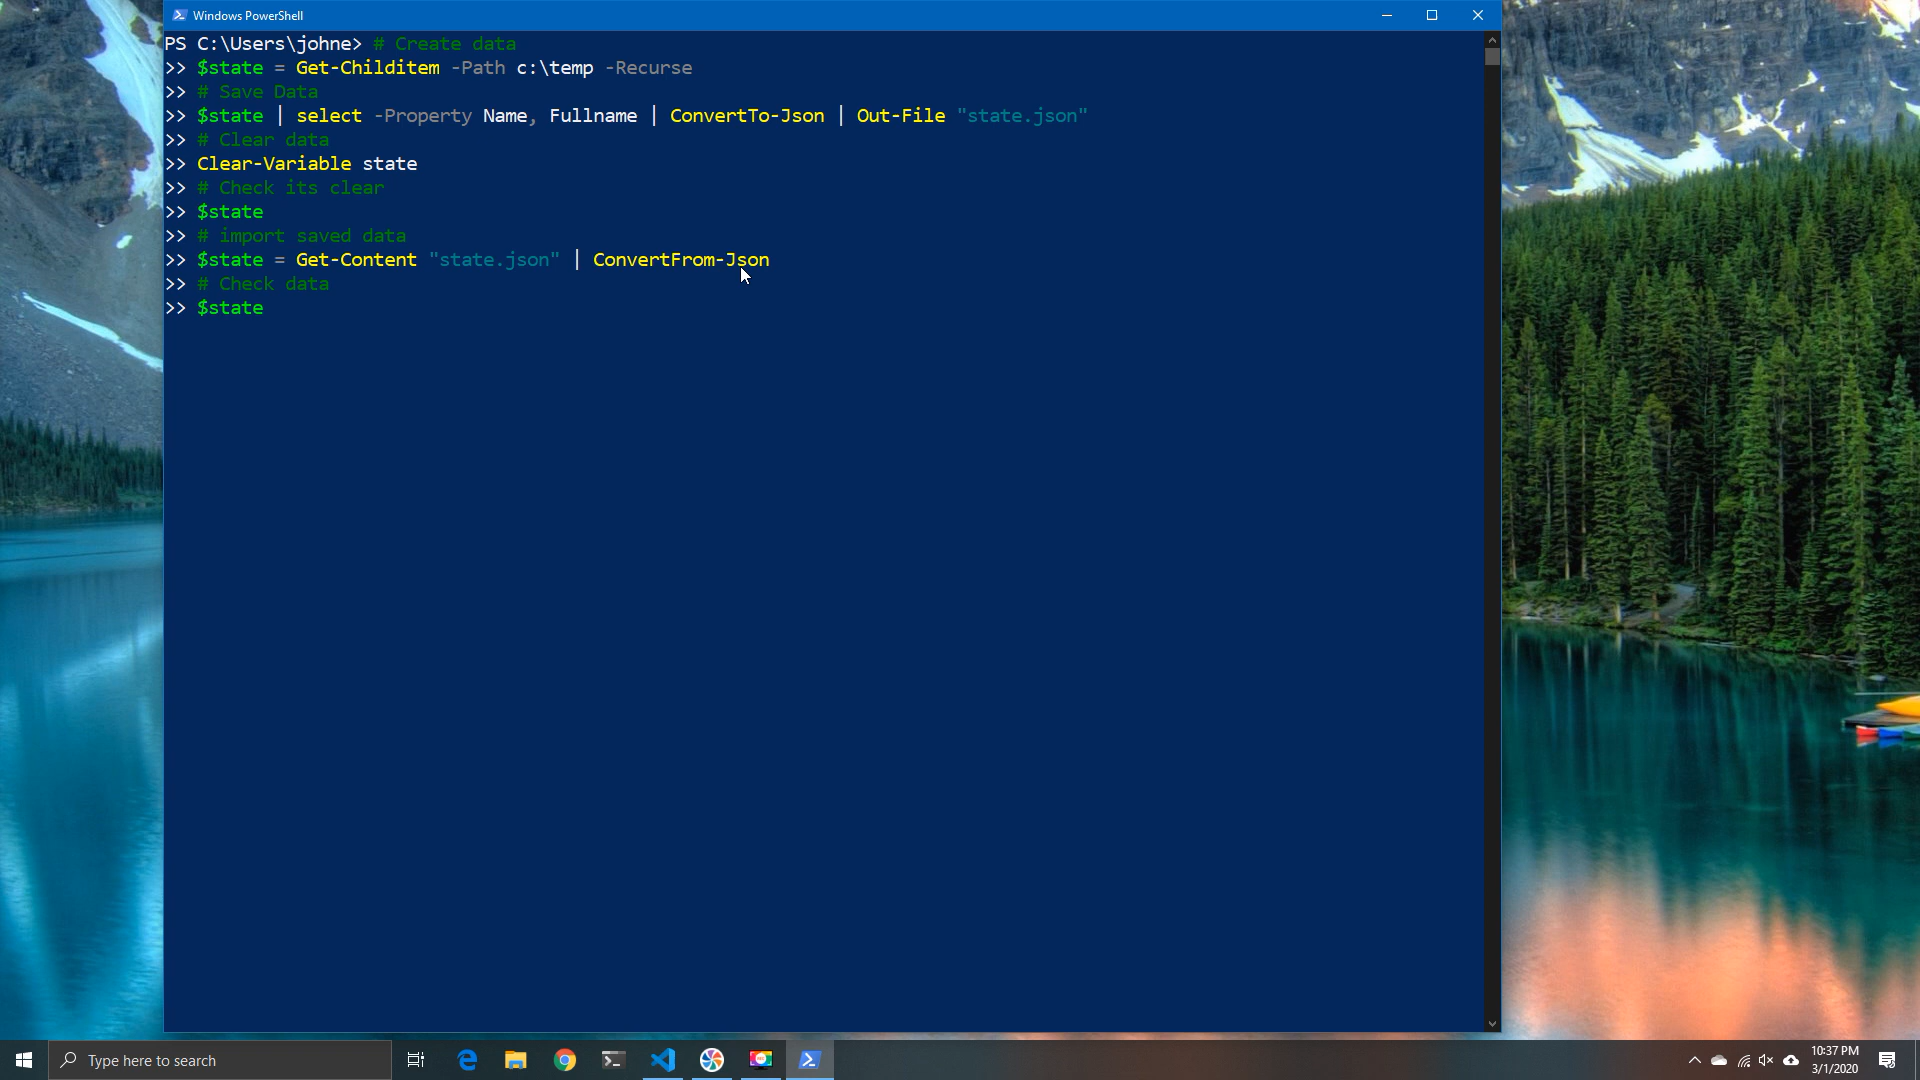 Windows PowerShell
PS C:\Users\johne> # Create data
>> $state = Get-Childitem -Path c:\temp -Recurse
>> # Save Data
>> $state | select -Property Name, Fullname | ConvertTo-Json | Out-File "state.json"
>> # Clear data
>> Clear-Variable state
>> # Check its clear
>> $state
>> # import saved data
>> $state = Get-Content "state.json" | ConvertFrom-Json
>> # Check data
>> $state
Type here to search
10:37 PM
3/1/2020